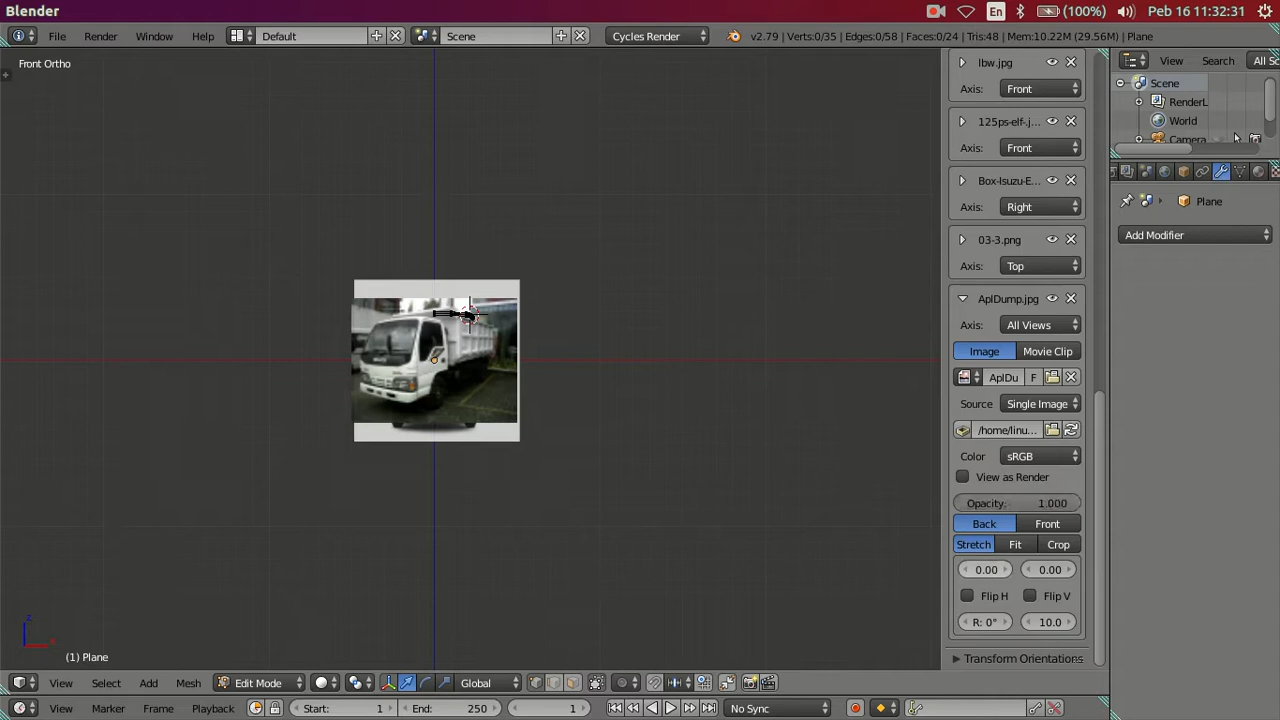 Blender
En
(100%)
Peb 16 11:32:31
File
Render
Window
Help
Default
Scene
Cycles Render
v2.79 | Verts:0/35 | Edges:0/58 | Faces:0/24 | Tris:48 | Mem:10.22M (29.56M) | Plane
Front Ortho
lbw.jpg
Axis: Front
125ps-elf-.j...
Axis: Front
Box-Isuzu-E...
Axis: Right
03-3.png
Axis: Top
AplDump.jpg
Axis: All Views
Image Movie Clip
AplDu F
Source Single Image
/home/linu...
Color sRGB
View as Render
Opacity: 1.000
Back Front
Stretch Fit Crop
0.00 0.00
Flip H Flip V
R: 0° 10.0
Transform Orientations
View Search All Sc
Scene
RenderL
World
Camera
Plane
Add Modifier
z
x
(1) Plane
View Select Add Mesh Edit Mode Global
View Marker Frame Playback Start: 1 End: 250 1 No Sync